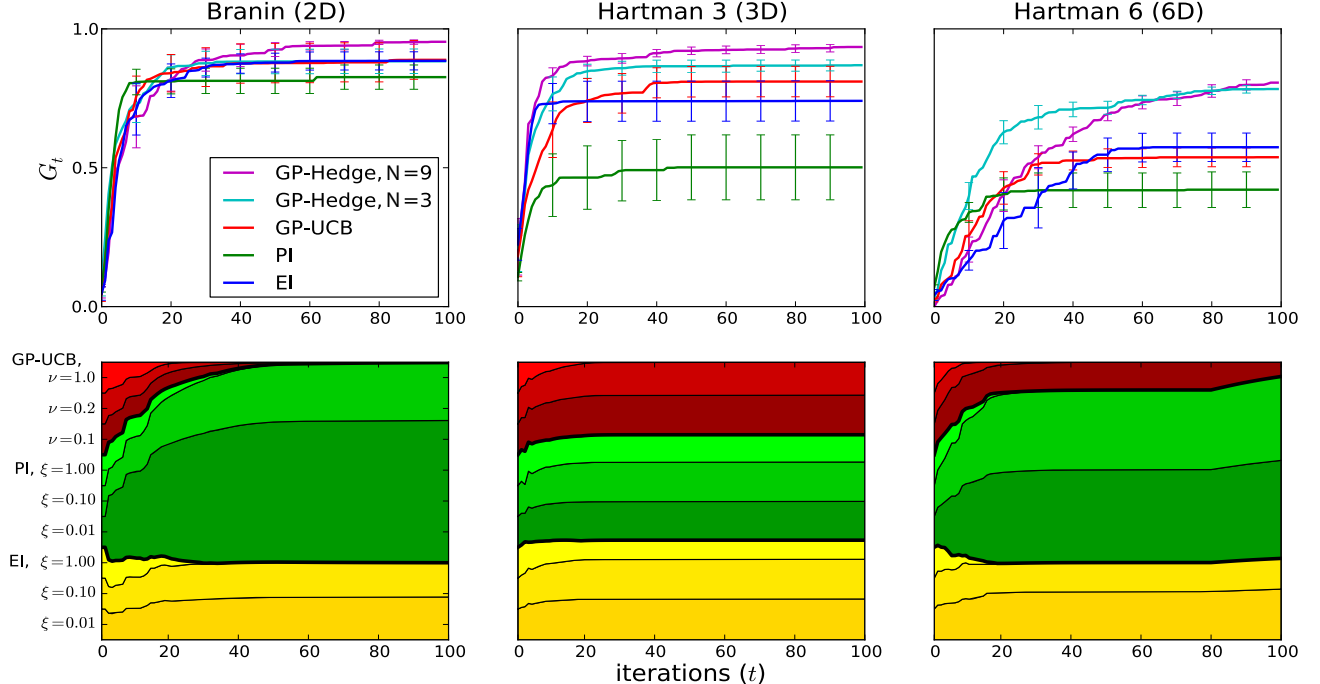 Branin (2D)
Hartman 3 (3D)
Hartman 6 (6D)
G_t
1.0
0.5
0.0
GP-Hedge, N=9
GP-Hedge, N=3
GP-UCB
PI
EI
0 20 40 60 80 100
0 20 40 60 80 100
0 20 40 60 80 100
GP-UCB,
ν=1.0
ν=0.2
ν=0.1
PI, ξ=1.00
ξ=0.10
ξ=0.01
EI, ξ=1.00
ξ=0.10
ξ=0.01
0 20 40 60 80 100
0 20 40 60 80 100
0 20 40 60 80 100
iterations (t)